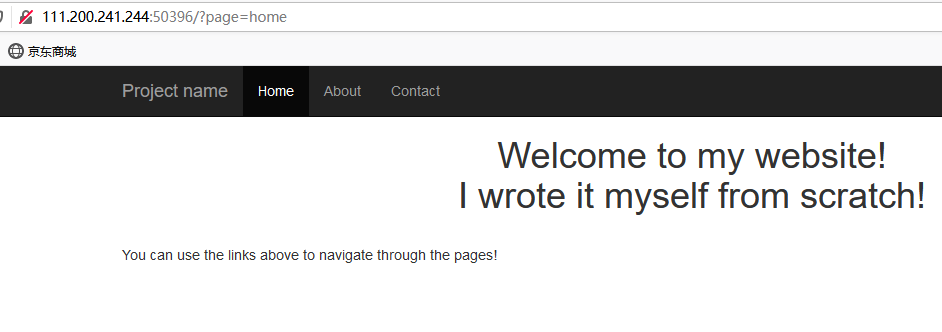 111.200.241.244:50396/?page=home
京东商城
Project name Home About Contact
Welcome to my website!
I wrote it myself from scratch!
You can use the links above to navigate through the pages!